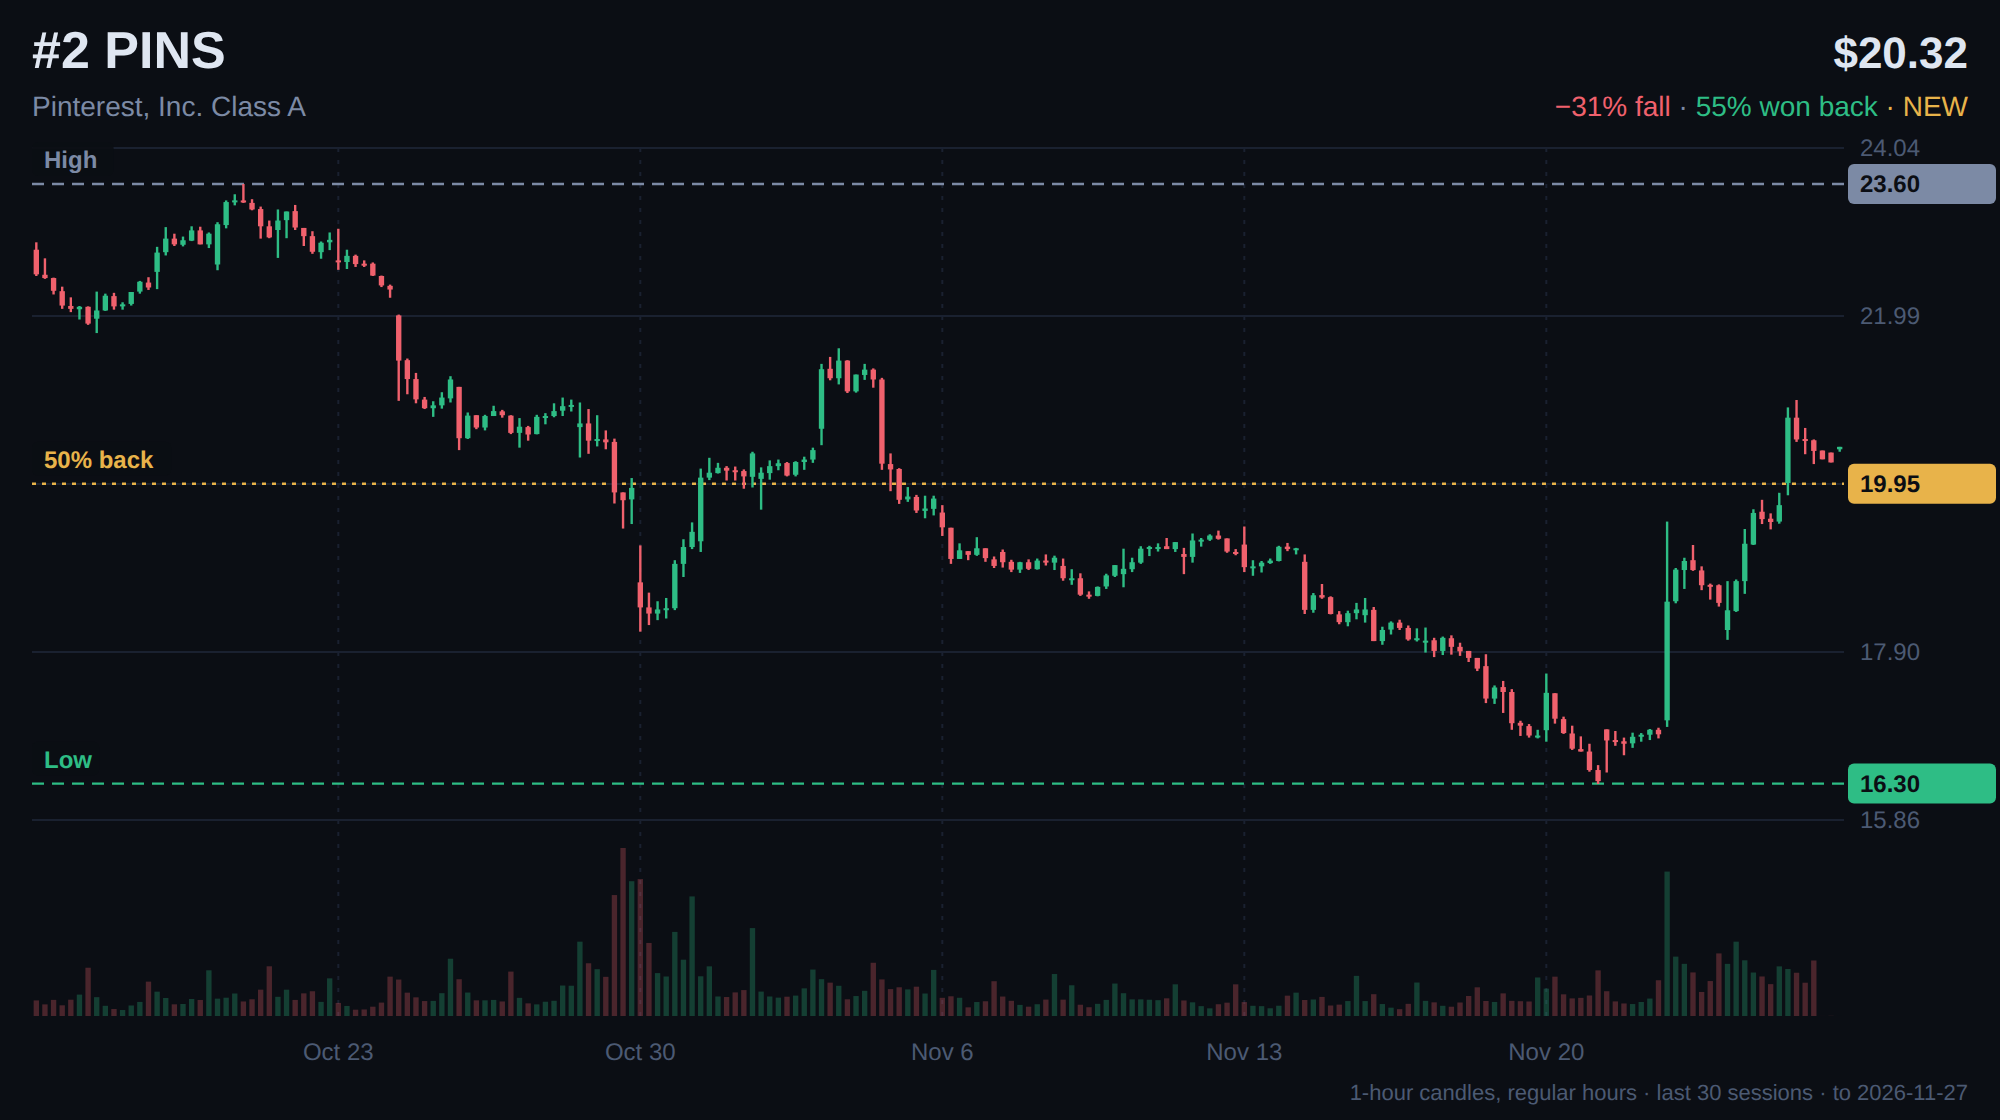 #2 PINS
$20.32
Pinterest, Inc. Class A
−31% fall · 55% won back · NEW
24.04
High
23.60
21.99
50% back
19.95
17.90
Low
16.30
15.86
Oct 23
Oct 30
Nov 6
Nov 13
Nov 20
1-hour candles, regular hours · last 30 sessions · to 2026-11-27